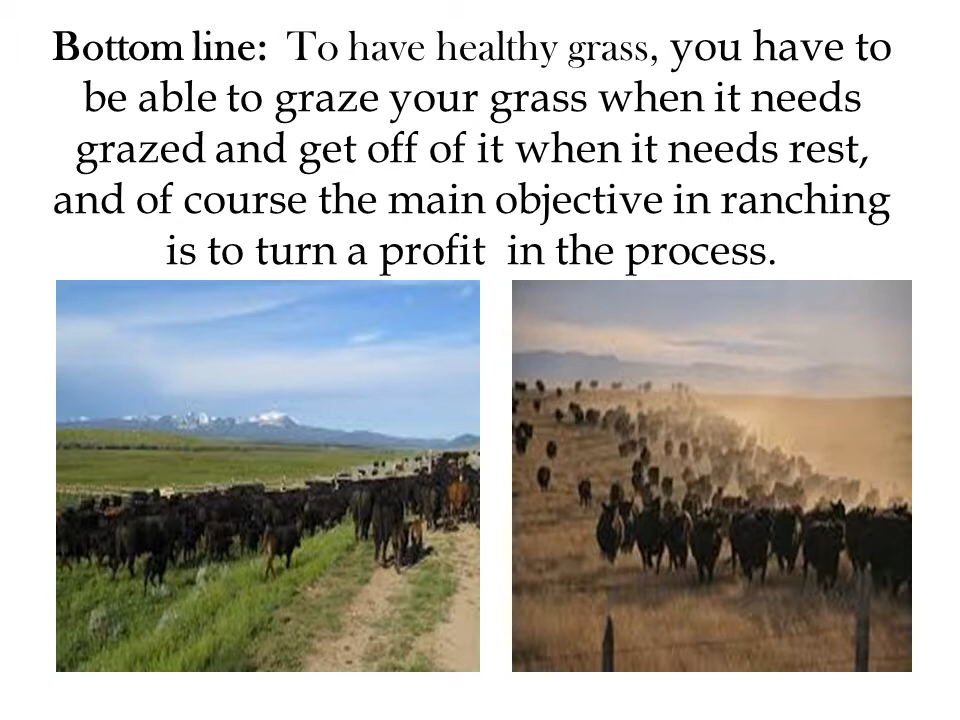 Bottom line:  To have healthy grass, you have to
be able to graze your grass when it needs
grazed and get off of it when it needs rest,
and of course the main objective in ranching
is to turn a profit  in the process.